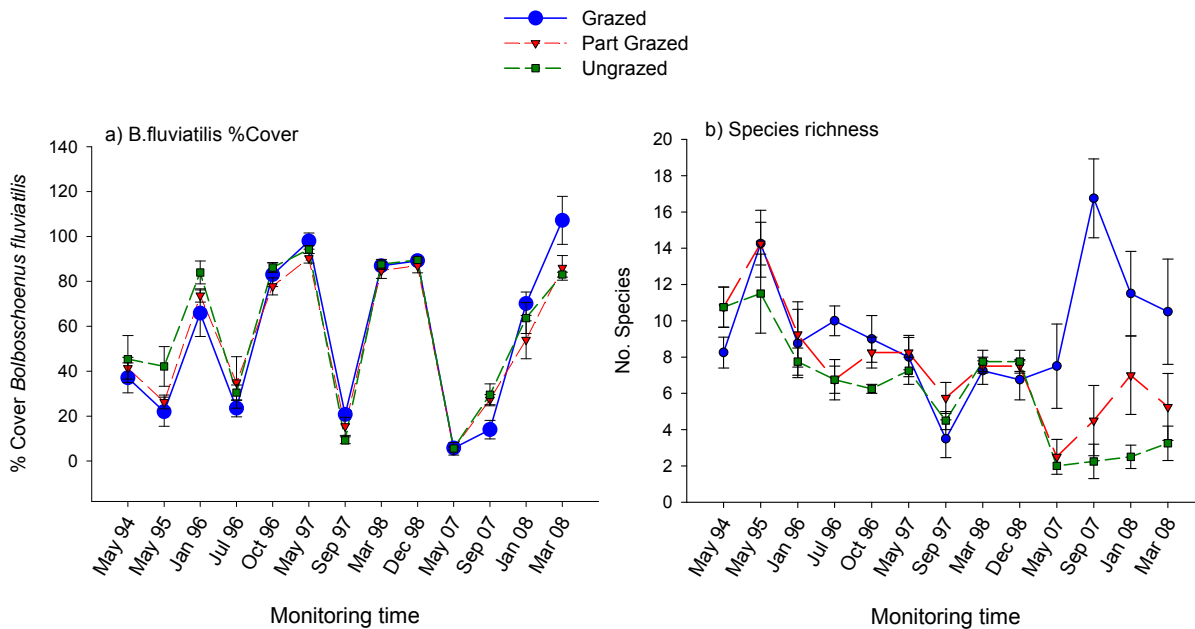 Grazed
Part Grazed
Ungrazed
a) B.fluviatilis %Cover
% Cover Bolboschoenus fluviatilis
140
120
100
80
60
40
20
0
May 94
May 95
Jan 96
Jul 96
Oct 96
May 97
Sep 97
Mar 98
Dec 98
May 07
Sep 07
Jan 08
Mar 08
Monitoring time
b) Species richness
No. Species
20
18
16
14
12
10
8
6
4
2
0
May 94
May 95
Jan 96
Jul 96
Oct 96
May 97
Sep 97
Mar 98
Dec 98
May 07
Sep 07
Jan 08
Mar 08
Monitoring time